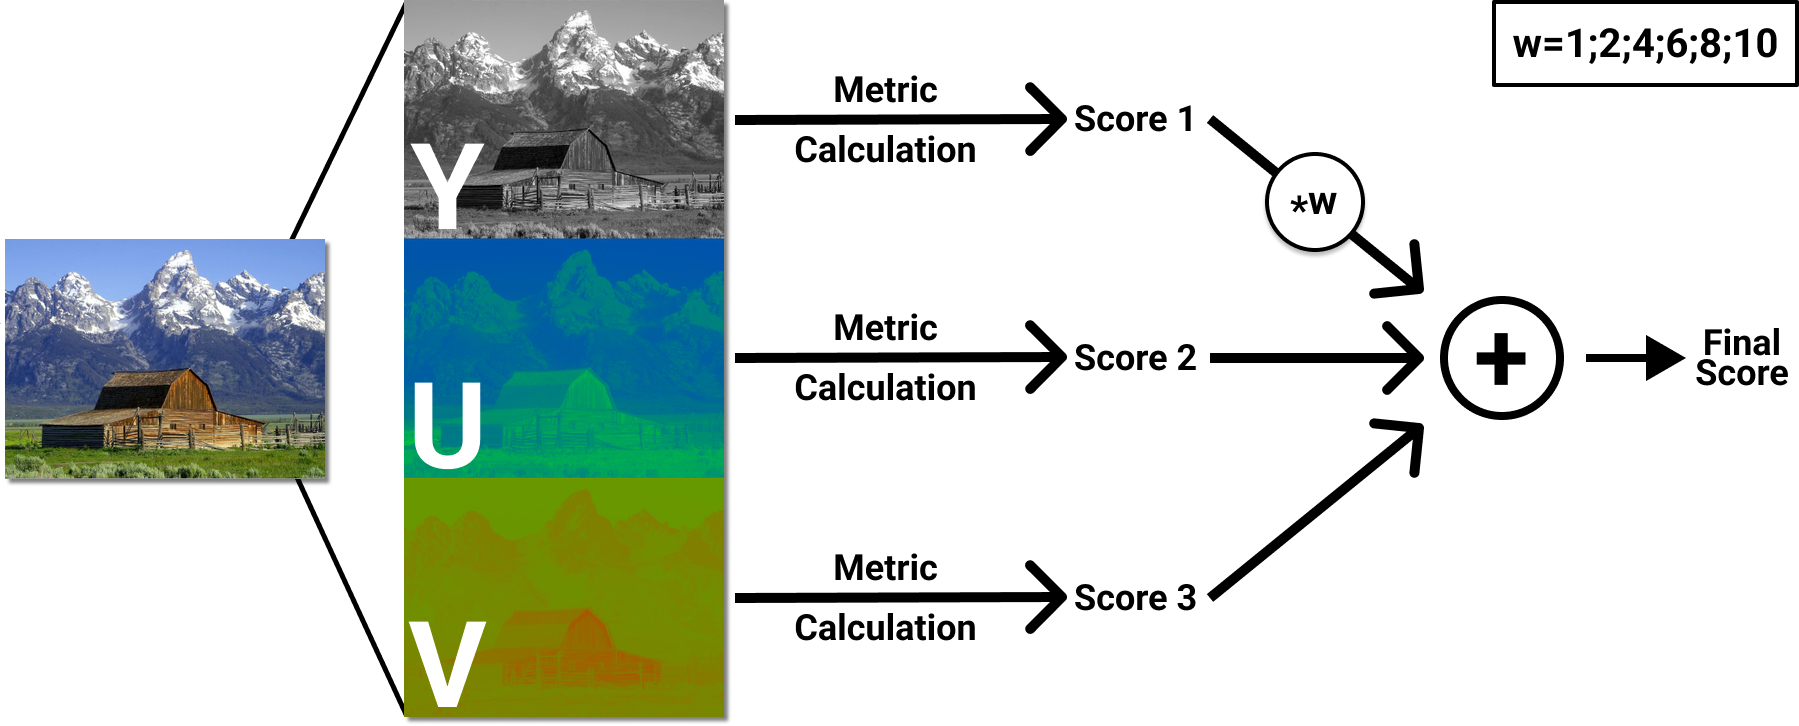 w=1;2;4;6;8;10
Y
Metric
Calculation
Score 1
*w
U
Metric
Calculation
Score 2
+
Final
Score
V
Metric
Calculation
Score 3